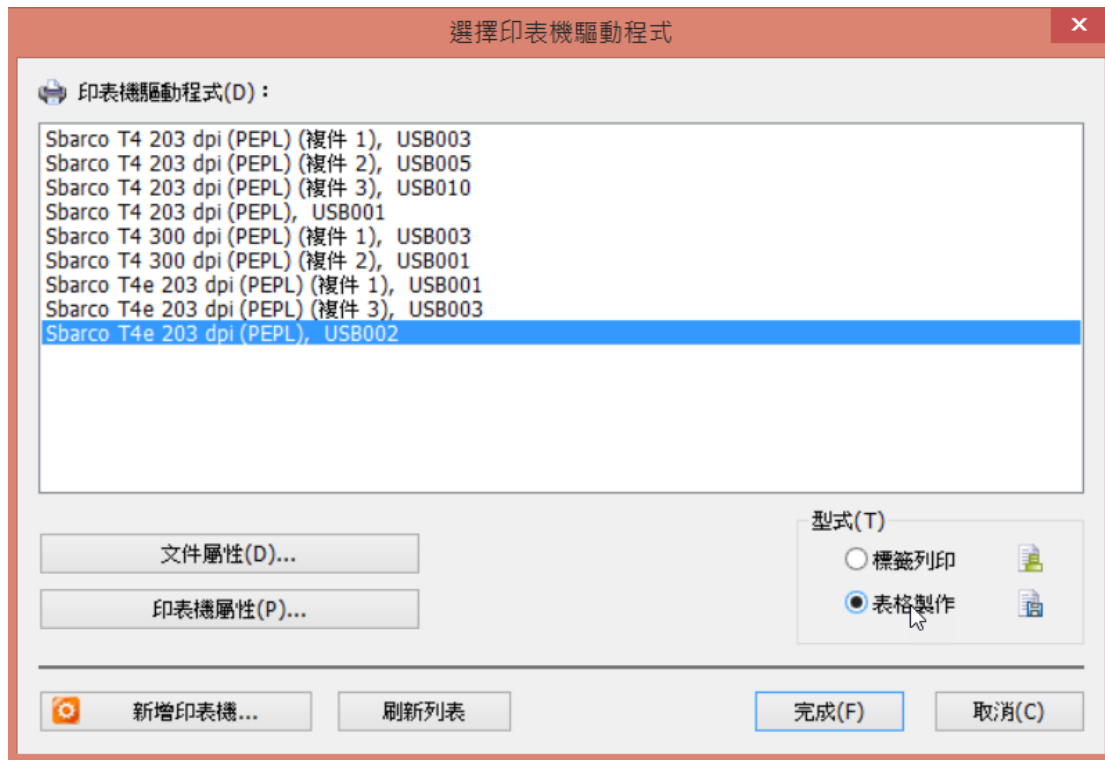 選擇印表機驅動程式
印表機驅動程式(D)：
Sbarco T4 203 dpi (PEPL) (複件 1), USB003
Sbarco T4 203 dpi (PEPL) (複件 2), USB005
Sbarco T4 203 dpi (PEPL) (複件 3), USB010
Sbarco T4 203 dpi (PEPL), USB001
Sbarco T4 300 dpi (PEPL) (複件 1), USB003
Sbarco T4 300 dpi (PEPL) (複件 2), USB001
Sbarco T4e 203 dpi (PEPL) (複件 1), USB001
Sbarco T4e 203 dpi (PEPL) (複件 3), USB003
Sbarco T4e 203 dpi (PEPL), USB002
文件屬性(D)...
印表機屬性(P)...
型式(T)
標籤列印
表格製作
新增印表機...
刷新列表
完成(F)
取消(C)